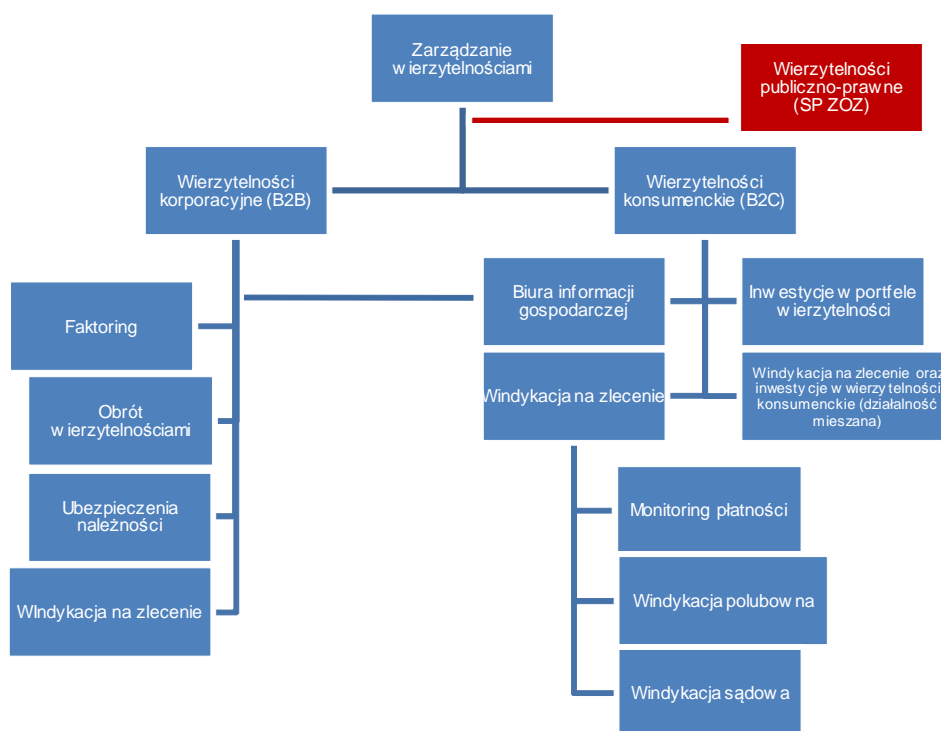 Zarządzanie
wierzytelnościami
Wierzytelności
publiczno-prawne
(SP ZOZ)
Wierzytelności
korporacyjne (B2B)
Wierzytelności
konsumenckie (B2C)
Faktoring
Obrót
wierzytelnościami
Ubezpieczenia
należności
WIndykacja na zlecenie
Biura informacji
gospodarczej
Windykacja na zlecenie
Inwestycje w portfele
wierzytelności
Windykacja na zlecenie oraz
inwestycje w wierzytelności
konsumenckie (działalność
mieszana)
Monitoring płatności
Windykacja polubowna
Windykacja sądowa